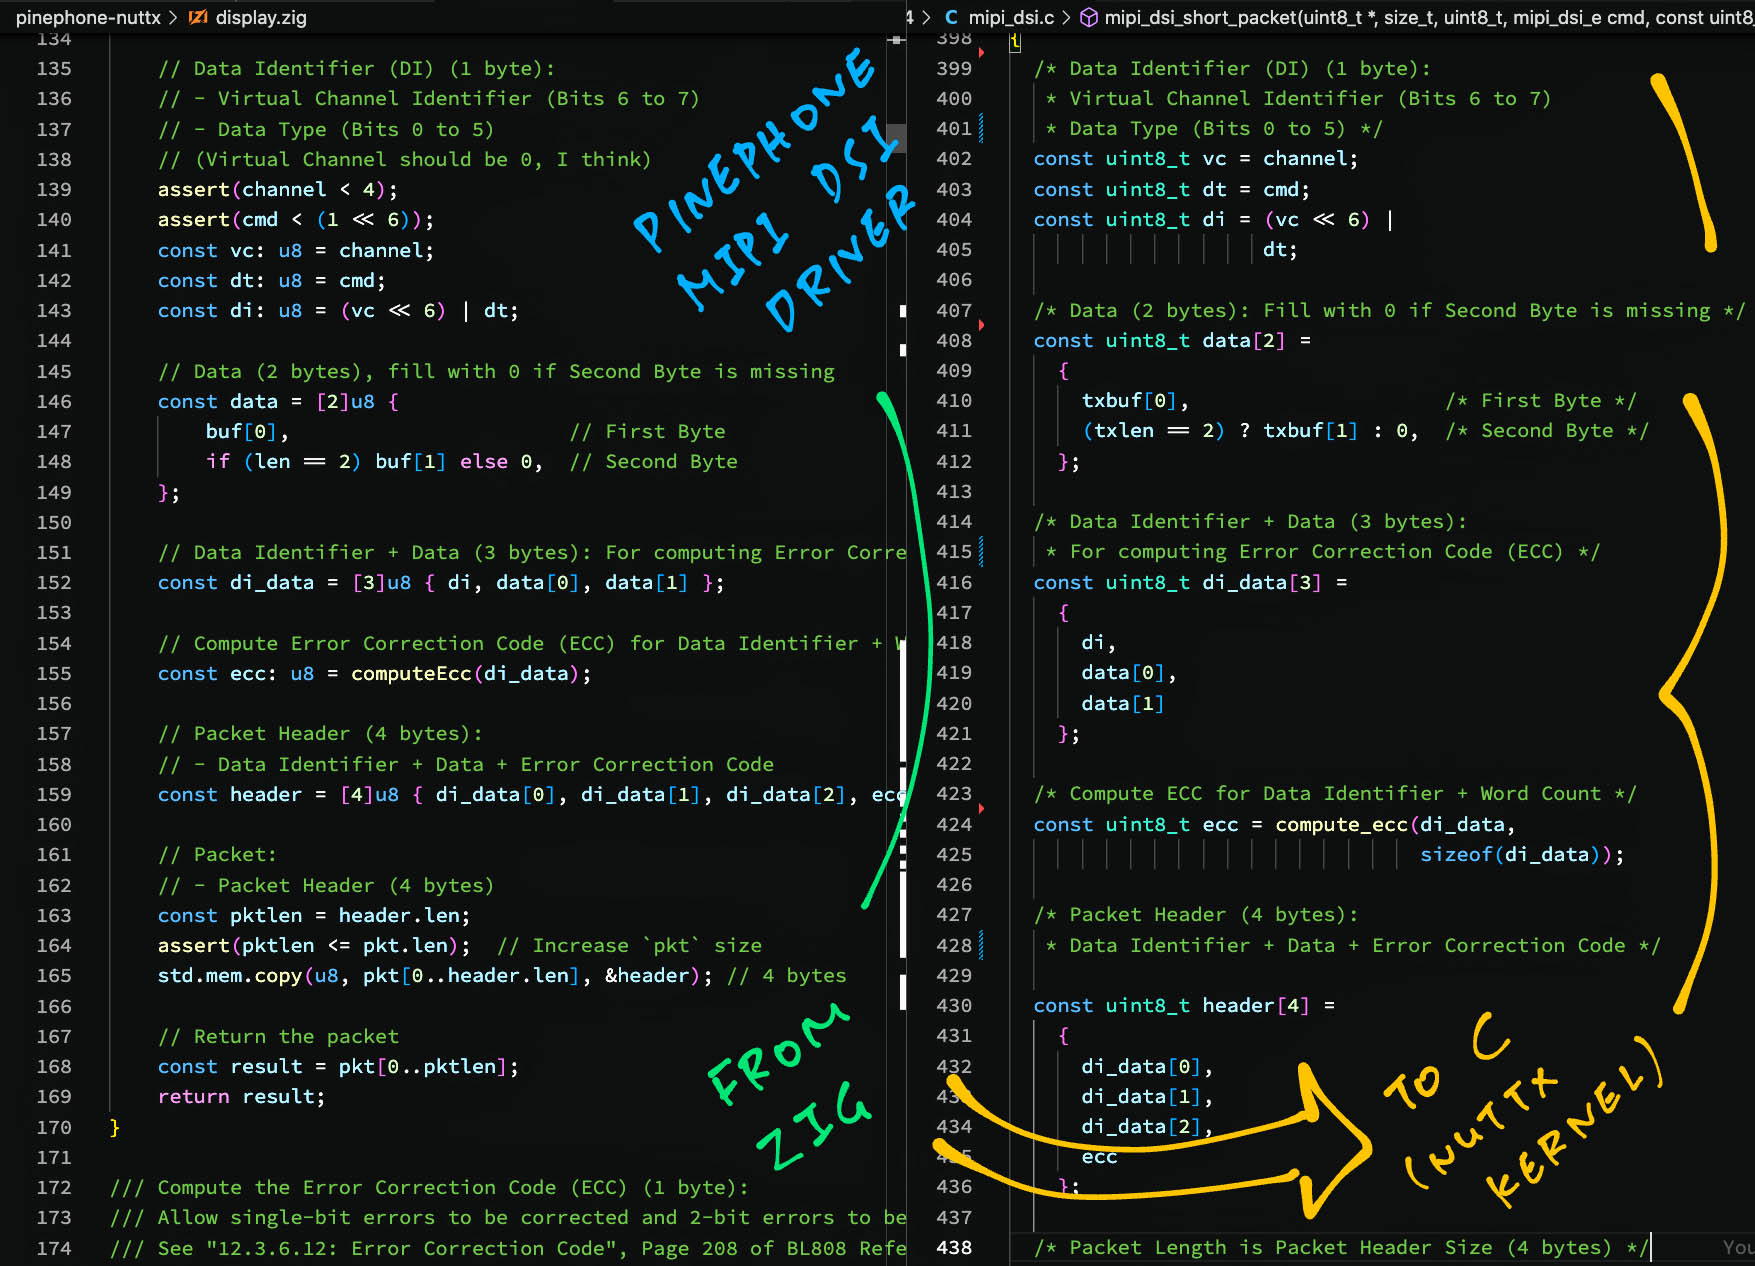 pinephone-nuttx > display.zig
134
135 // Data Identifier (DI) (1 byte):
136 // - Virtual Channel Identifier (Bits 6 to 7)
137 // - Data Type (Bits 0 to 5)
138 // (Virtual Channel should be 0, I think)
139 assert(channel < 4);
140 assert(cmd < (1 << 6));
141 const vc: u8 = channel;
142 const dt: u8 = cmd;
143 const di: u8 = (vc << 6) | dt;
144
145 // Data (2 bytes), fill with 0 if Second Byte is missing
146 const data = [2]u8 {
147 buf[0], // First Byte
148 if (len == 2) buf[1] else 0, // Second Byte
149 };
150
151 // Data Identifier + Data (3 bytes): For computing Error Corre
152 const di_data = [3]u8 { di, data[0], data[1] };
153
154 // Compute Error Correction Code (ECC) for Data Identifier +
155 const ecc: u8 = computeEcc(di_data);
156
157 // Packet Header (4 bytes):
158 // - Data Identifier + Data + Error Correction Code
159 const header = [4]u8 { di_data[0], di_data[1], di_data[2], ecc
160
161 // Packet:
162 // - Packet Header (4 bytes)
163 const pktlen = header.len;
164 assert(pktlen <= pkt.len); // Increase `pkt` size
165 std.mem.copy(u8, pkt[0..header.len], &header); // 4 bytes
166
167 // Return the packet
168 const result = pkt[0..pktlen];
169 return result;
170 }
171
172 /// Compute the Error Correction Code (ECC) (1 byte):
173 /// Allow single-bit errors to be corrected and 2-bit errors to be
174 /// See "12.3.6.12: Error Correction Code", Page 208 of BL808 Refe
PINEPHONE
MIPI DSI
DRIVER
FROM
ZIG
4 > C mipi_dsi.c > mipi_dsi_short_packet(uint8_t *, size_t, uint8_t, mipi_dsi_e cmd, const uint8_
398 {
399 /* Data Identifier (DI) (1 byte):
400 * Virtual Channel Identifier (Bits 6 to 7)
401 * Data Type (Bits 0 to 5) */
402 const uint8_t vc = channel;
403 const uint8_t dt = cmd;
404 const uint8_t di = (vc << 6) |
405 dt;
406
407 /* Data (2 bytes): Fill with 0 if Second Byte is missing */
408 const uint8_t data[2] =
409 {
410 txbuf[0], /* First Byte */
411 (txlen == 2) ? txbuf[1] : 0, /* Second Byte */
412 };
413
414 /* Data Identifier + Data (3 bytes):
415 * For computing Error Correction Code (ECC) */
416 const uint8_t di_data[3] =
417 {
418 di,
419 data[0],
420 data[1]
421 };
422
423 /* Compute ECC for Data Identifier + Word Count */
424 const uint8_t ecc = compute_ecc(di_data,
425 sizeof(di_data));
426
427 /* Packet Header (4 bytes):
428 * Data Identifier + Data + Error Correction Code */
429
430 const uint8_t header[4] =
431 {
432 di_data[0],
433 di_data[1],
434 di_data[2],
435 ecc
436 };
437
438 /* Packet Length is Packet Header Size (4 bytes) */ You
TO C
(NUTTX
KERNEL)